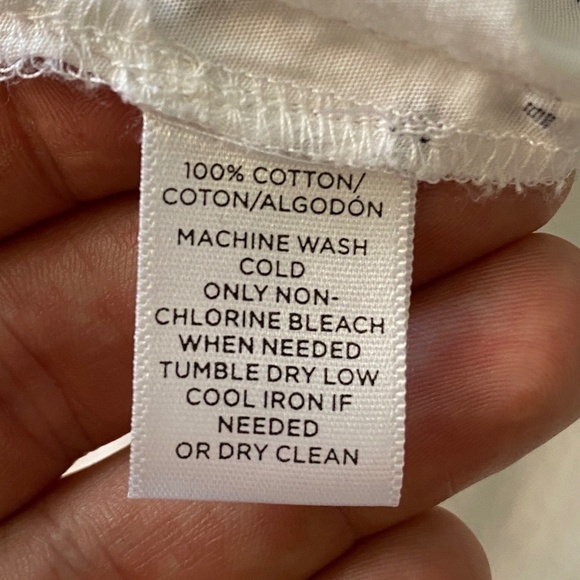 100% COTTON/
COTON/ALGODÓN
MACHINE WASH
COLD
ONLY NON-
CHLORINE BLEACH
WHEN NEEDED
TUMBLE DRY LOW
COOL IRON IF
NEEDED
OR DRY CLEAN